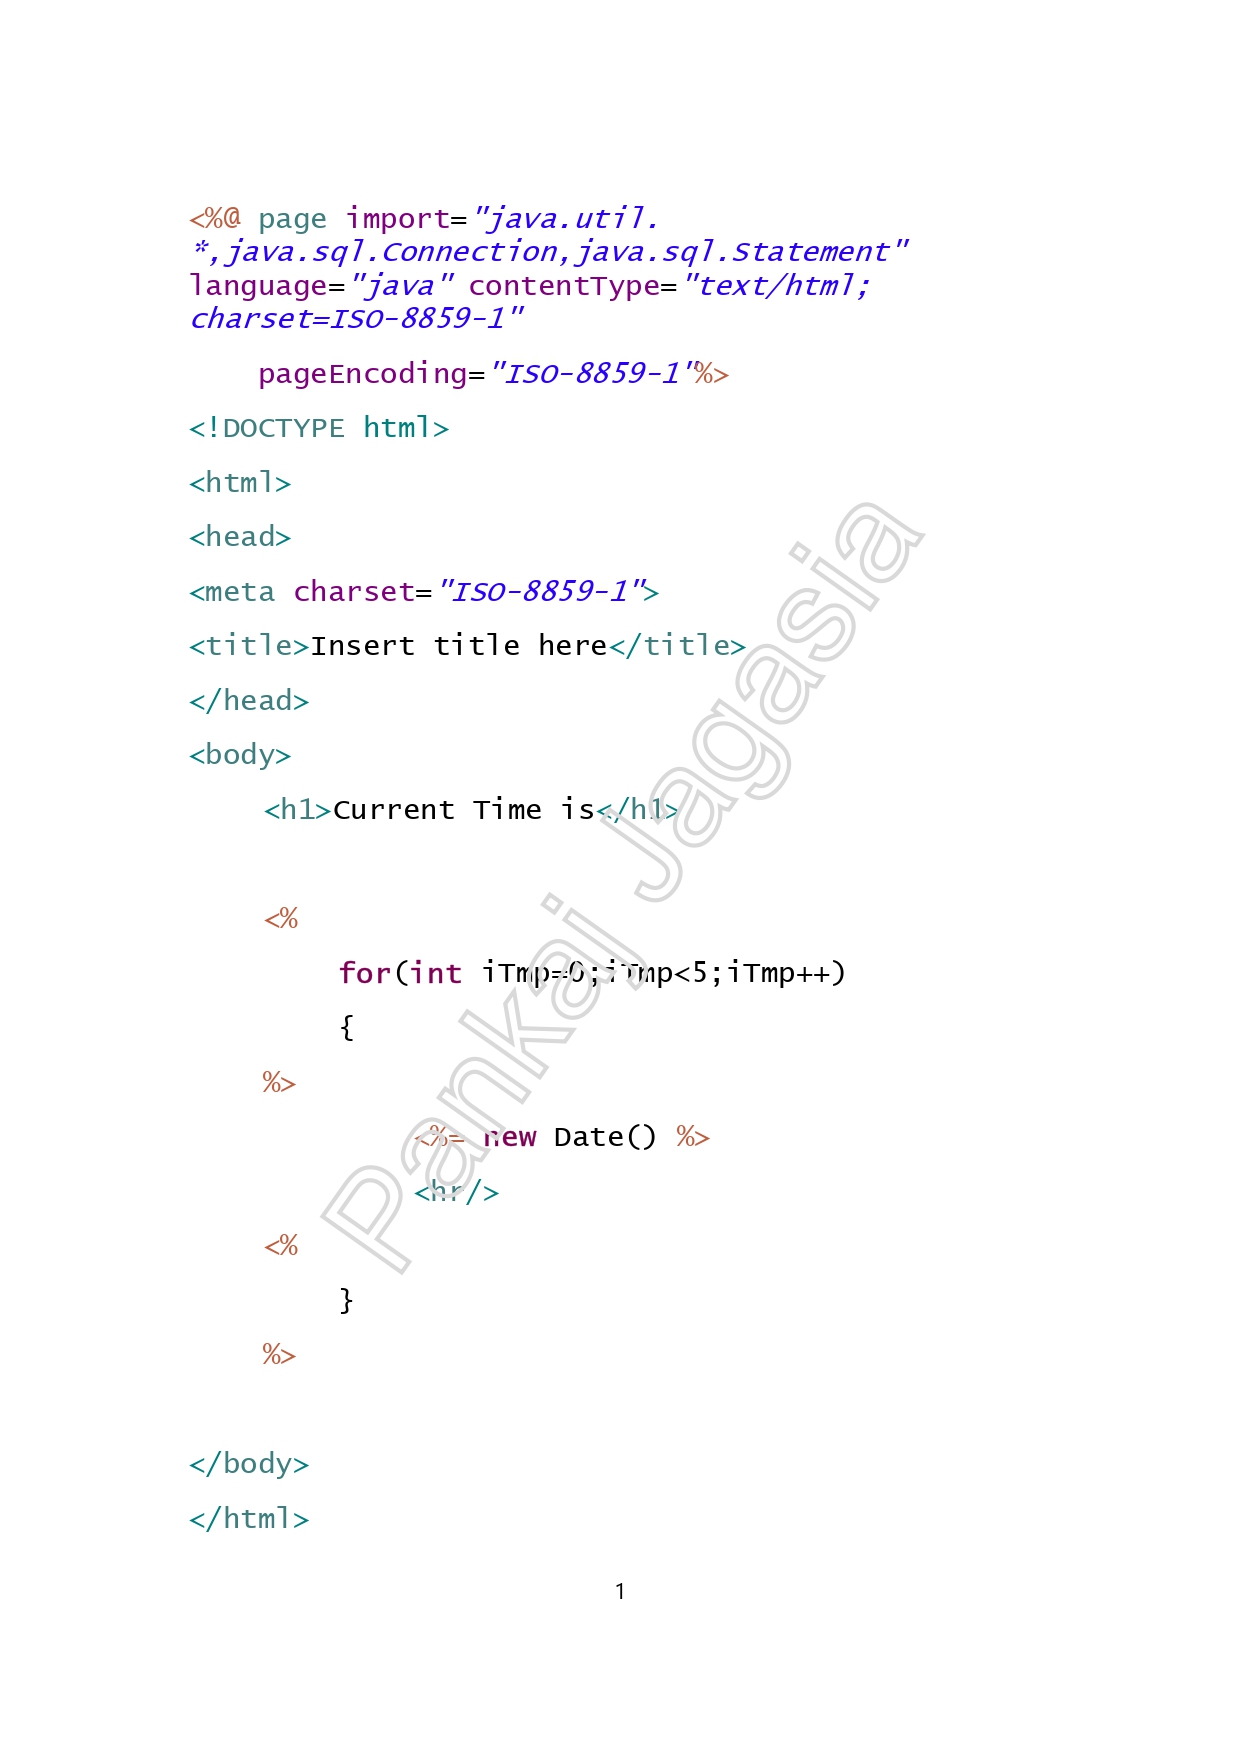 <%@ page import="java.util.
*,java.sql.Connection,java.sql.Statement"
language="java" contentType="text/html;
charset=ISO-8859-1"
pageEncoding="ISO-8859-1"%>
<!DOCTYPE html>
<html>
<head>
<meta charset="ISO-8859-1">
<title>Insert title here</title>
</head>
<body>
<h1>Current Time is</h1>
<%
for(int iTmp=0;iTmp<5;iTmp++)
{
%>
<%= new Date() %>
<hr/>
<%
}
%>
</body>
</html>
Pankaj Jagasia
1